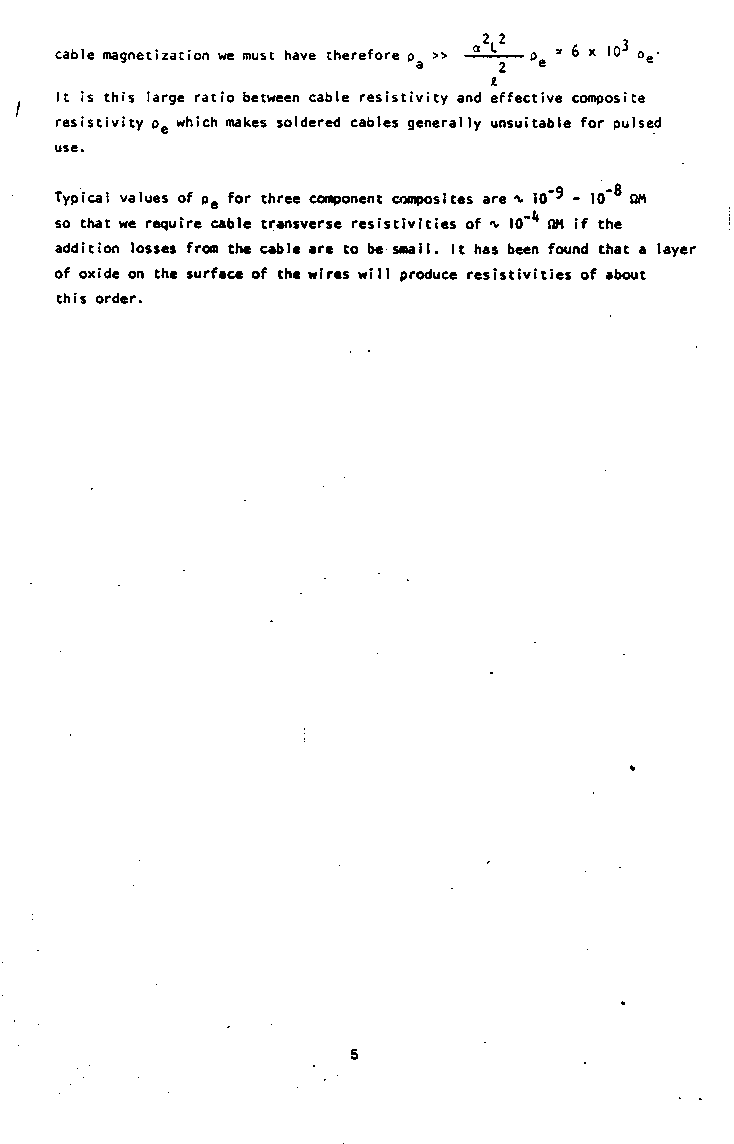 cable magnetization we must have therefore ρₐ >> α²L²/ℓ² ρₑ ≈ 6 x 10³ ρₑ.
It is this large ratio between cable resistivity and effective composite
resistivity ρₑ which makes soldered cables generally unsuitable for pulsed
use.
Typical values of ρₑ for three component composites are ~ 10⁻⁹ - 10⁻⁸ ΩM
so that we require cable transverse resistivities of ~ 10⁻⁴ ΩM if the
addition losses from the cable are to be small. It has been found that a layer
of oxide on the surface of the wires will produce resistivities of about
this order.
5